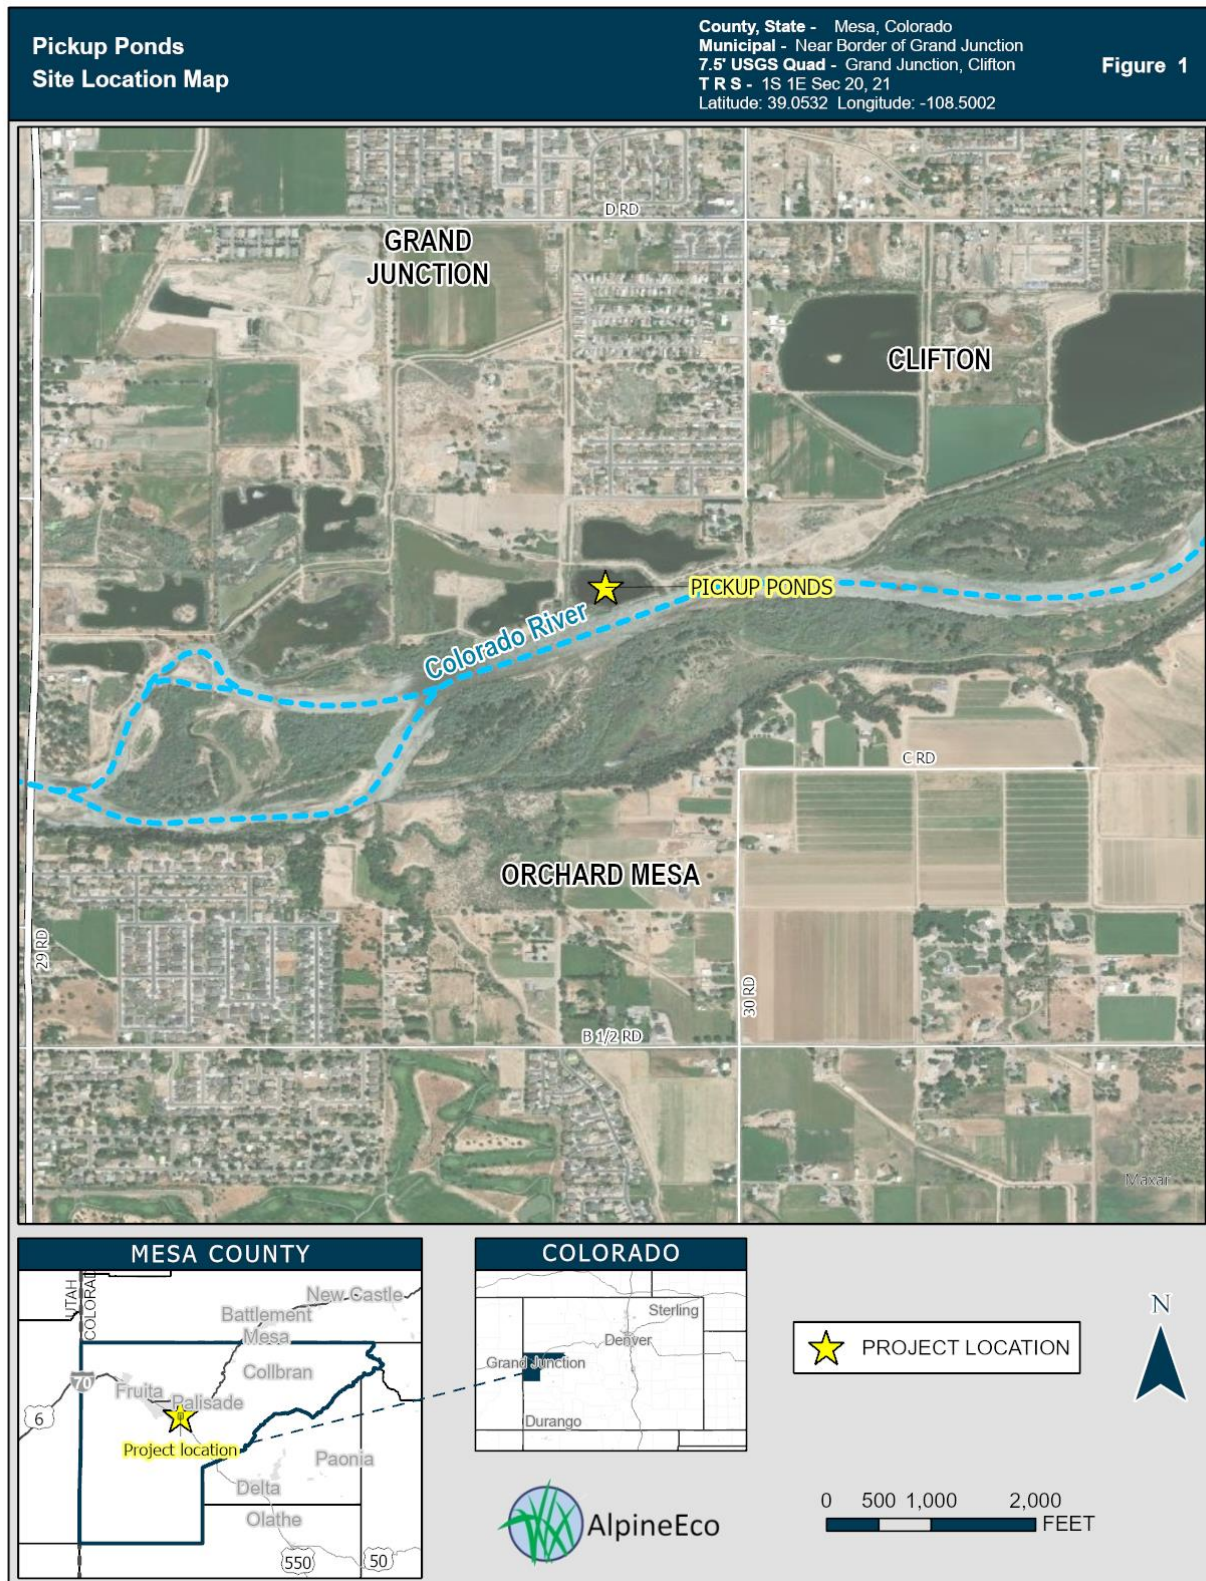 Pickup Ponds
Site Location Map
County, State - Mesa, Colorado
Municipal - Near Border of Grand Junction
7.5' USGS Quad - Grand Junction, Clifton
T R S - 1S 1E Sec 20, 21
Latitude: 39.0532 Longitude: -108.5002
Figure 1
D RD
GRAND
JUNCTION
CLIFTON
PICKUP PONDS
Colorado River
C RD
ORCHARD MESA
29 RD
30 RD
B 1/2 RD
Maxar
MESA COUNTY
UTAH
COLORAD
New Castle
Battlement
Mesa
Collbran
70
Fruita
Palisade
6
Project location
Paonia
Delta
Olathe
550
50
COLORADO
Sterling
Denver
Grand Junction
Durango
PROJECT LOCATION
N
AlpineEco
0 500 1,000 2,000
FEET